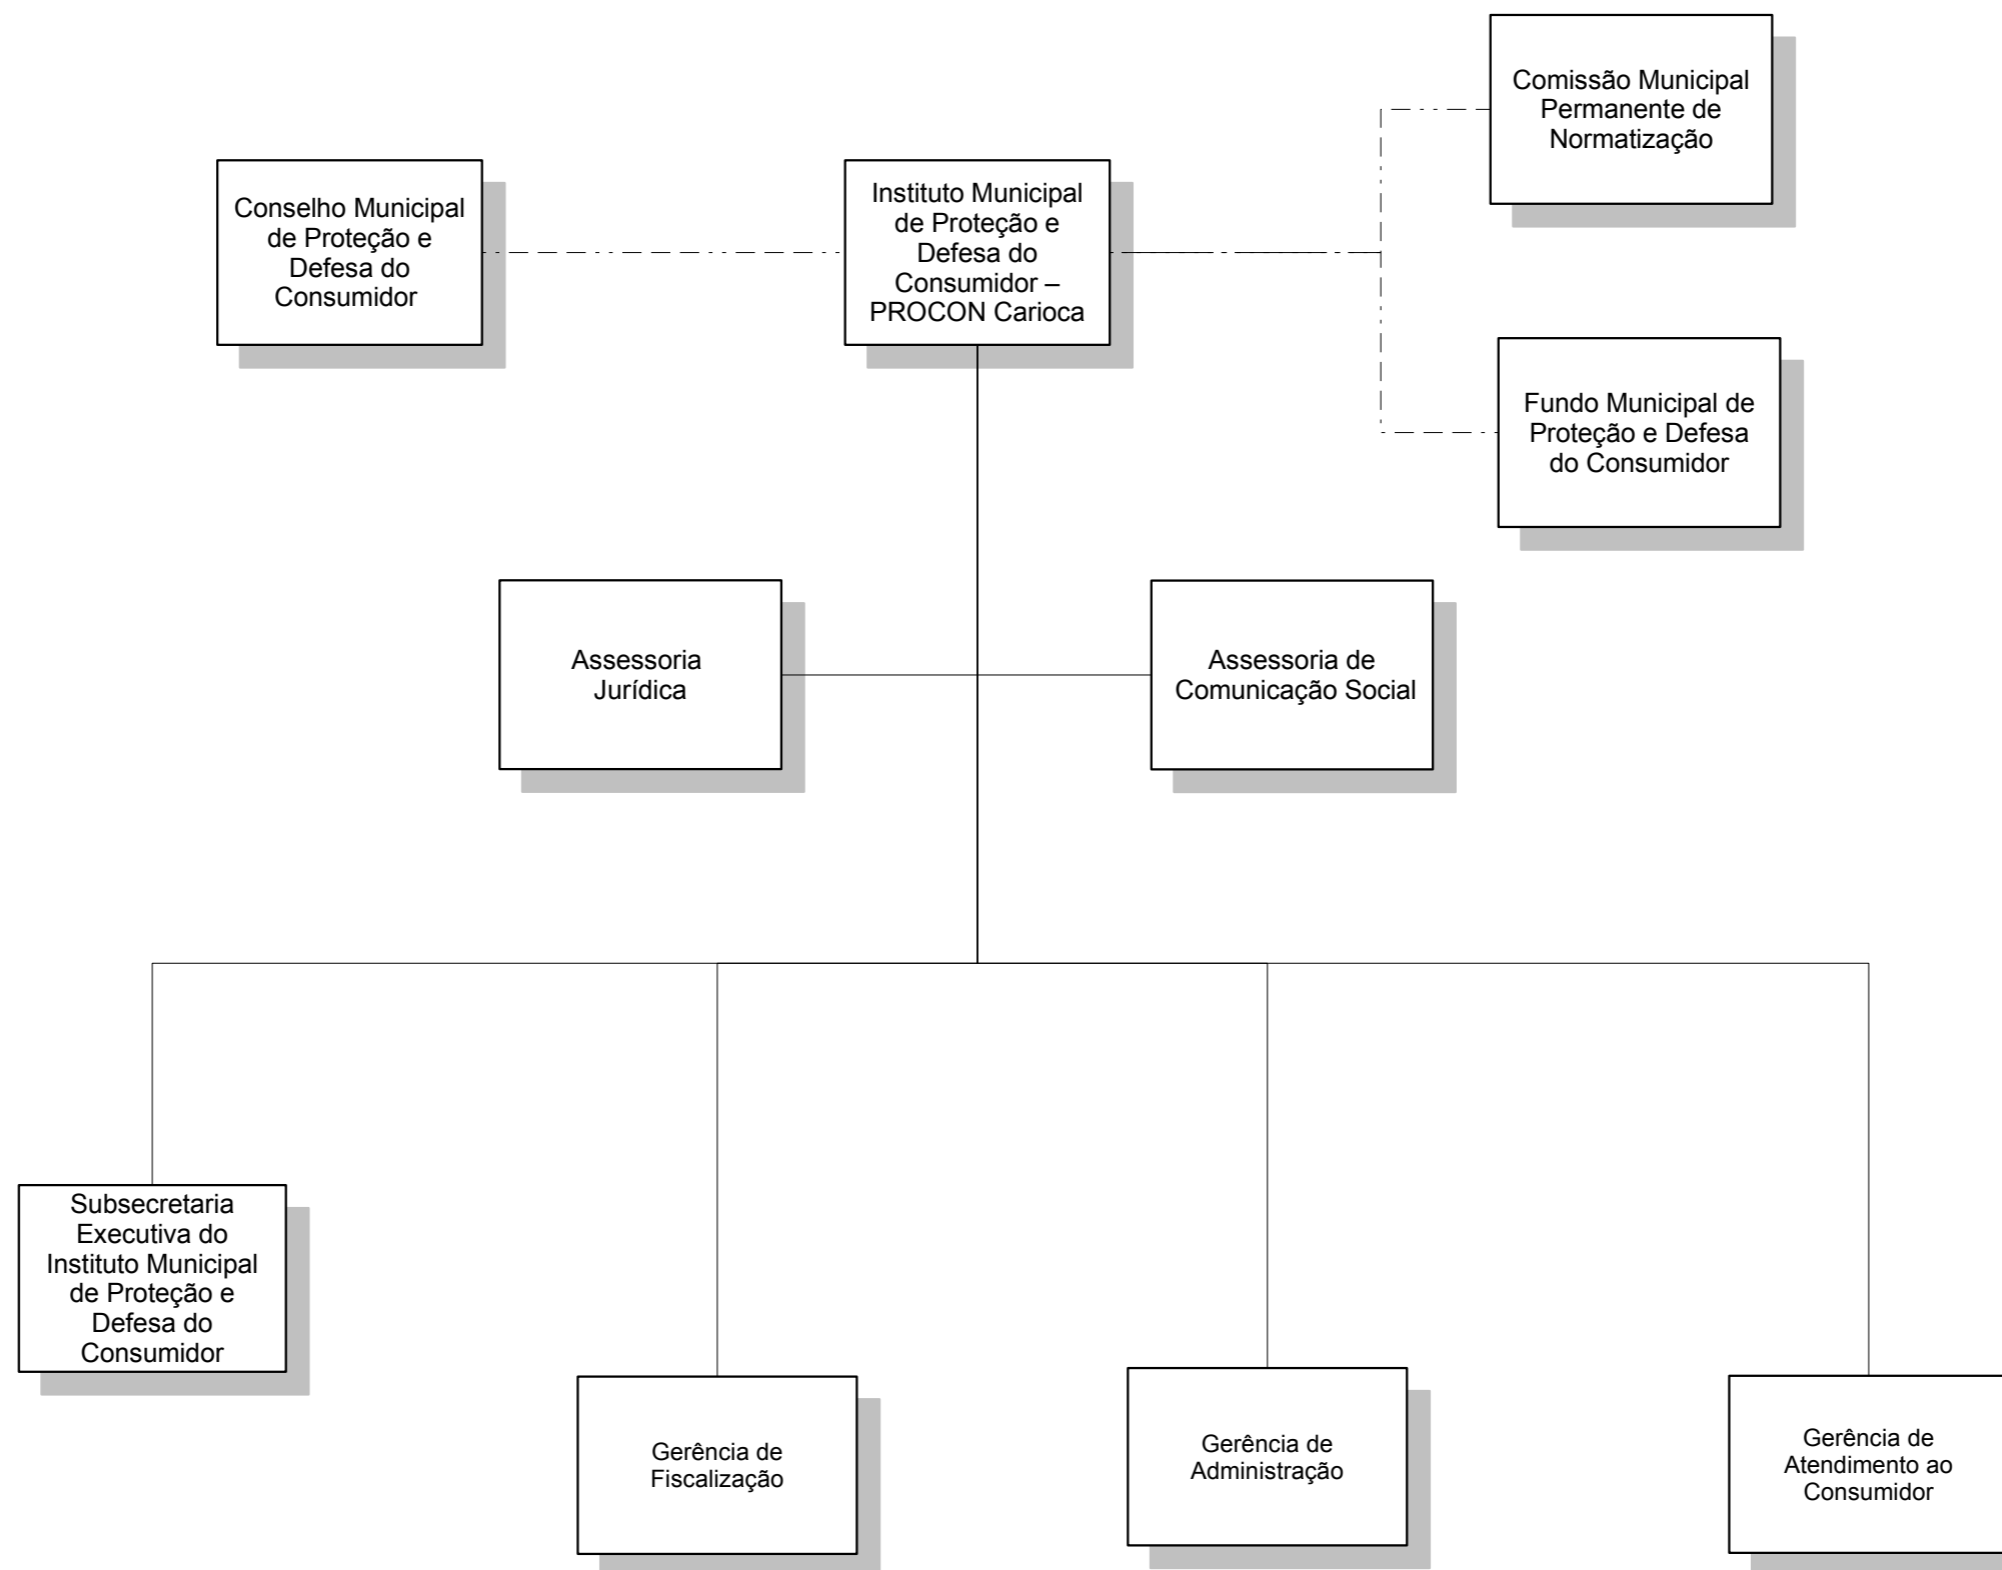 Comissão Municipal
Permanente de
Normatização
Conselho Municipal
de Proteção e
Defesa do
Consumidor
Instituto Municipal
de Proteção e
Defesa do
Consumidor –
PROCON Carioca
Fundo Municipal de
Proteção e Defesa
do Consumidor
Assessoria
Jurídica
Assessoria de
Comunicação Social
Subsecretaria
Executiva do
Instituto Municipal
de Proteção e
Defesa do
Consumidor
Gerência de
Fiscalização
Gerência de
Administração
Gerência de
Atendimento ao
Consumidor